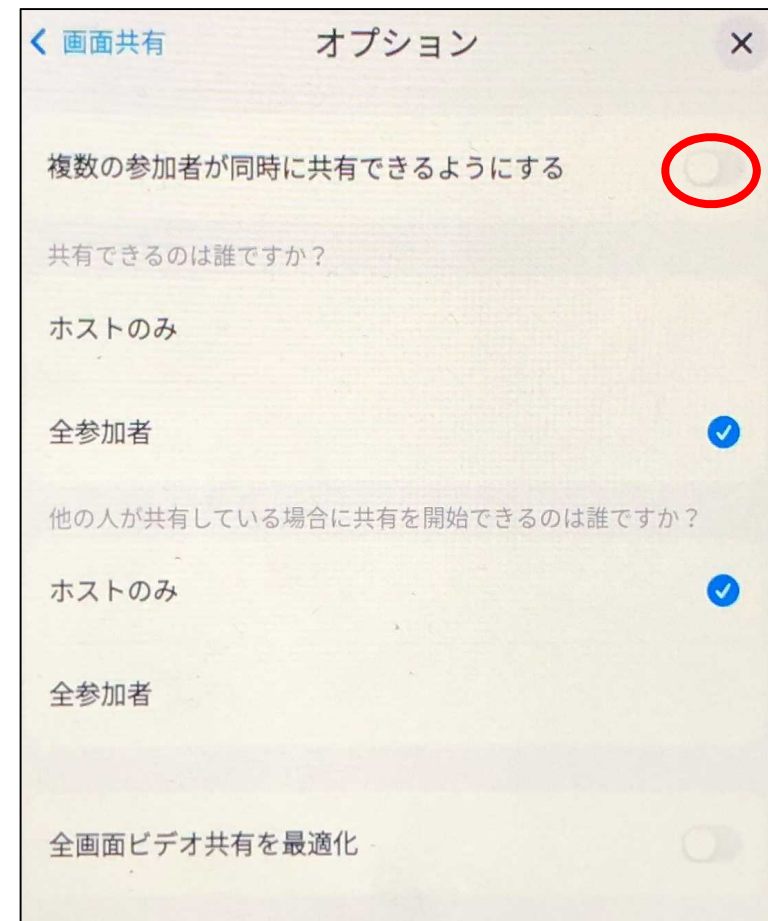 画面共有
オプション
複数の参加者が同時に共有できるようにする
共有できるのは誰ですか？
ホストのみ
全参加者
他の人が共有している場合に共有を開始できるのは誰ですか？
ホストのみ
全参加者
全画面ビデオ共有を最適化